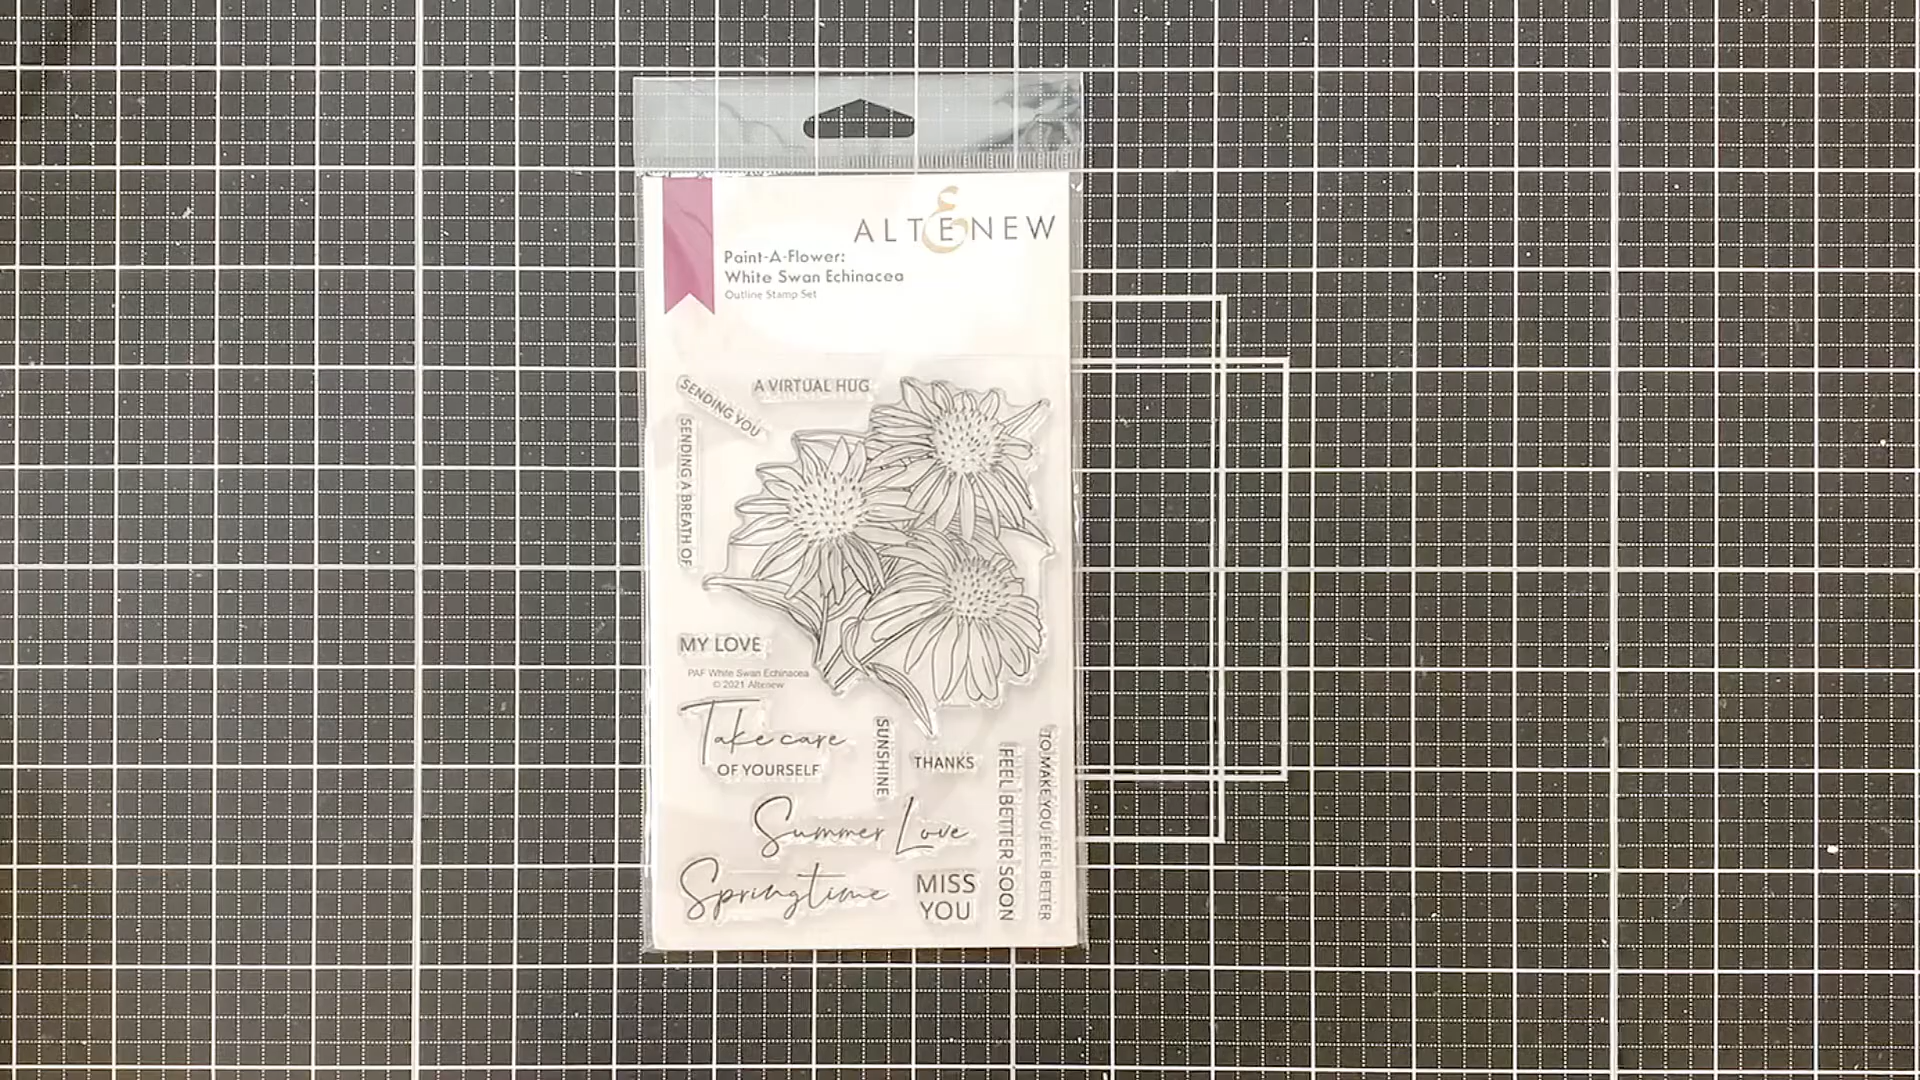 ALTENEW
Paint-A-Flower:
White Swan Echinacea
Outline Stamp Set
SENDING YOU
A VIRTUAL HUG
SENDING A BREATH OF
MY LOVE
PAF White Swan Echinacea
© 2021 Altenew
Take care
OF YOURSELF
SUNSHINE
THANKS
FEEL BETTER SOON
TO MAKE YOU FEEL BETTER
Summer Love
Springtime
MISS
YOU